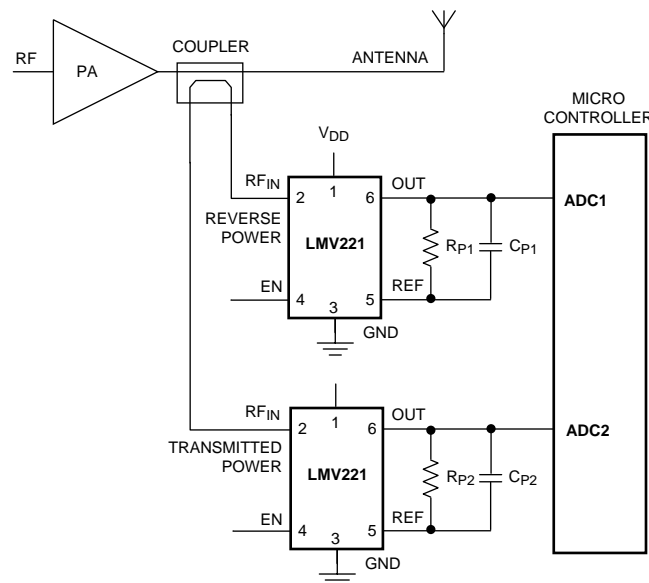 COUPLER
RF
PA
ANTENNA
MICRO
CONTROLLER
VDD
RFIN
OUT
1
2
6
ADC1
REVERSE
POWER
LMV221
RP1
CP1
EN
REF
4
5
3
GND
RFIN
OUT
1
2
6
ADC2
TRANSMITTED
POWER
LMV221
RP2
CP2
EN
REF
4
5
3
GND